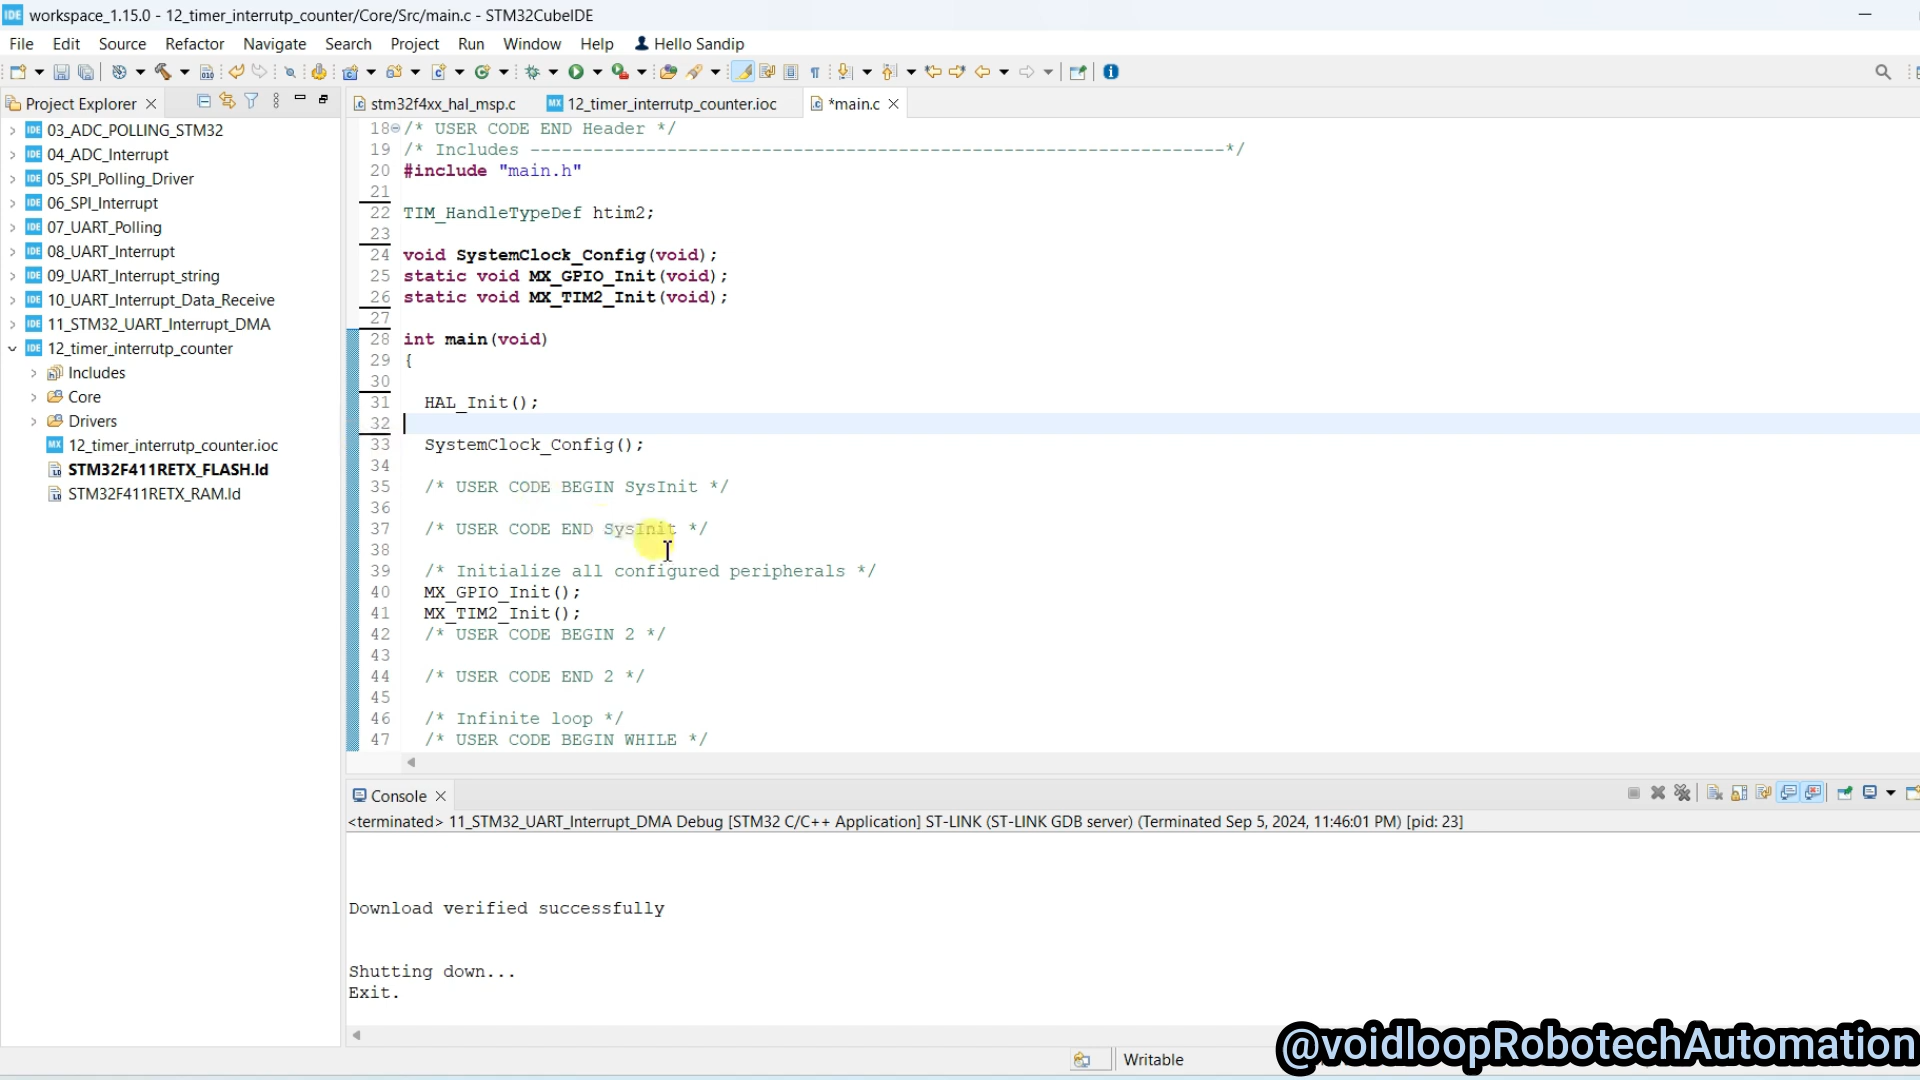 workspace_1.15.0 - 12_timer_interrutp_counter/Core/Src/main.c - STM32CubeIDE
File Edit Source Refactor Navigate Search Project Run Window Help Hello Sandip
Project Explorer
03_ADC_POLLING_STM32
04_ADC_Interrupt
05_SPI_Polling_Driver
06_SPI_Interrupt
07_UART_Polling
08_UART_Interrupt
09_UART_Interrupt_string
10_UART_Interrupt_Data_Receive
11_STM32_UART_Interrupt_DMA
12_timer_interrutp_counter
Includes
Core
Drivers
12_timer_interrutp_counter.ioc
STM32F411RETX_FLASH.ld
STM32F411RETX_RAM.ld
stm32f4xx_hal_msp.c 12_timer_interrutp_counter.ioc *main.c
18 /* USER CODE END Header */
19 /* Includes ------------------------------------------------------------------*/
20 #include "main.h"
21
22 TIM_HandleTypeDef htim2;
23
24 void SystemClock_Config(void);
25 static void MX_GPIO_Init(void);
26 static void MX_TIM2_Init(void);
27
28 int main(void)
29 {
30
31 HAL_Init();
32
33 SystemClock_Config();
34
35 /* USER CODE BEGIN SysInit */
36
37 /* USER CODE END SysInit */
38
39 /* Initialize all configured peripherals */
40 MX_GPIO_Init();
41 MX_TIM2_Init();
42 /* USER CODE BEGIN 2 */
43
44 /* USER CODE END 2 */
45
46 /* Infinite loop */
47 /* USER CODE BEGIN WHILE */
Console
<terminated> 11_STM32_UART_Interrupt_DMA Debug [STM32 C/C++ Application] ST-LINK (ST-LINK GDB server) (Terminated Sep 5, 2024, 11:46:01 PM) [pid: 23]
Download verified successfully
Shutting down...
Exit.
Writable
@voidloopRobotechAutomation